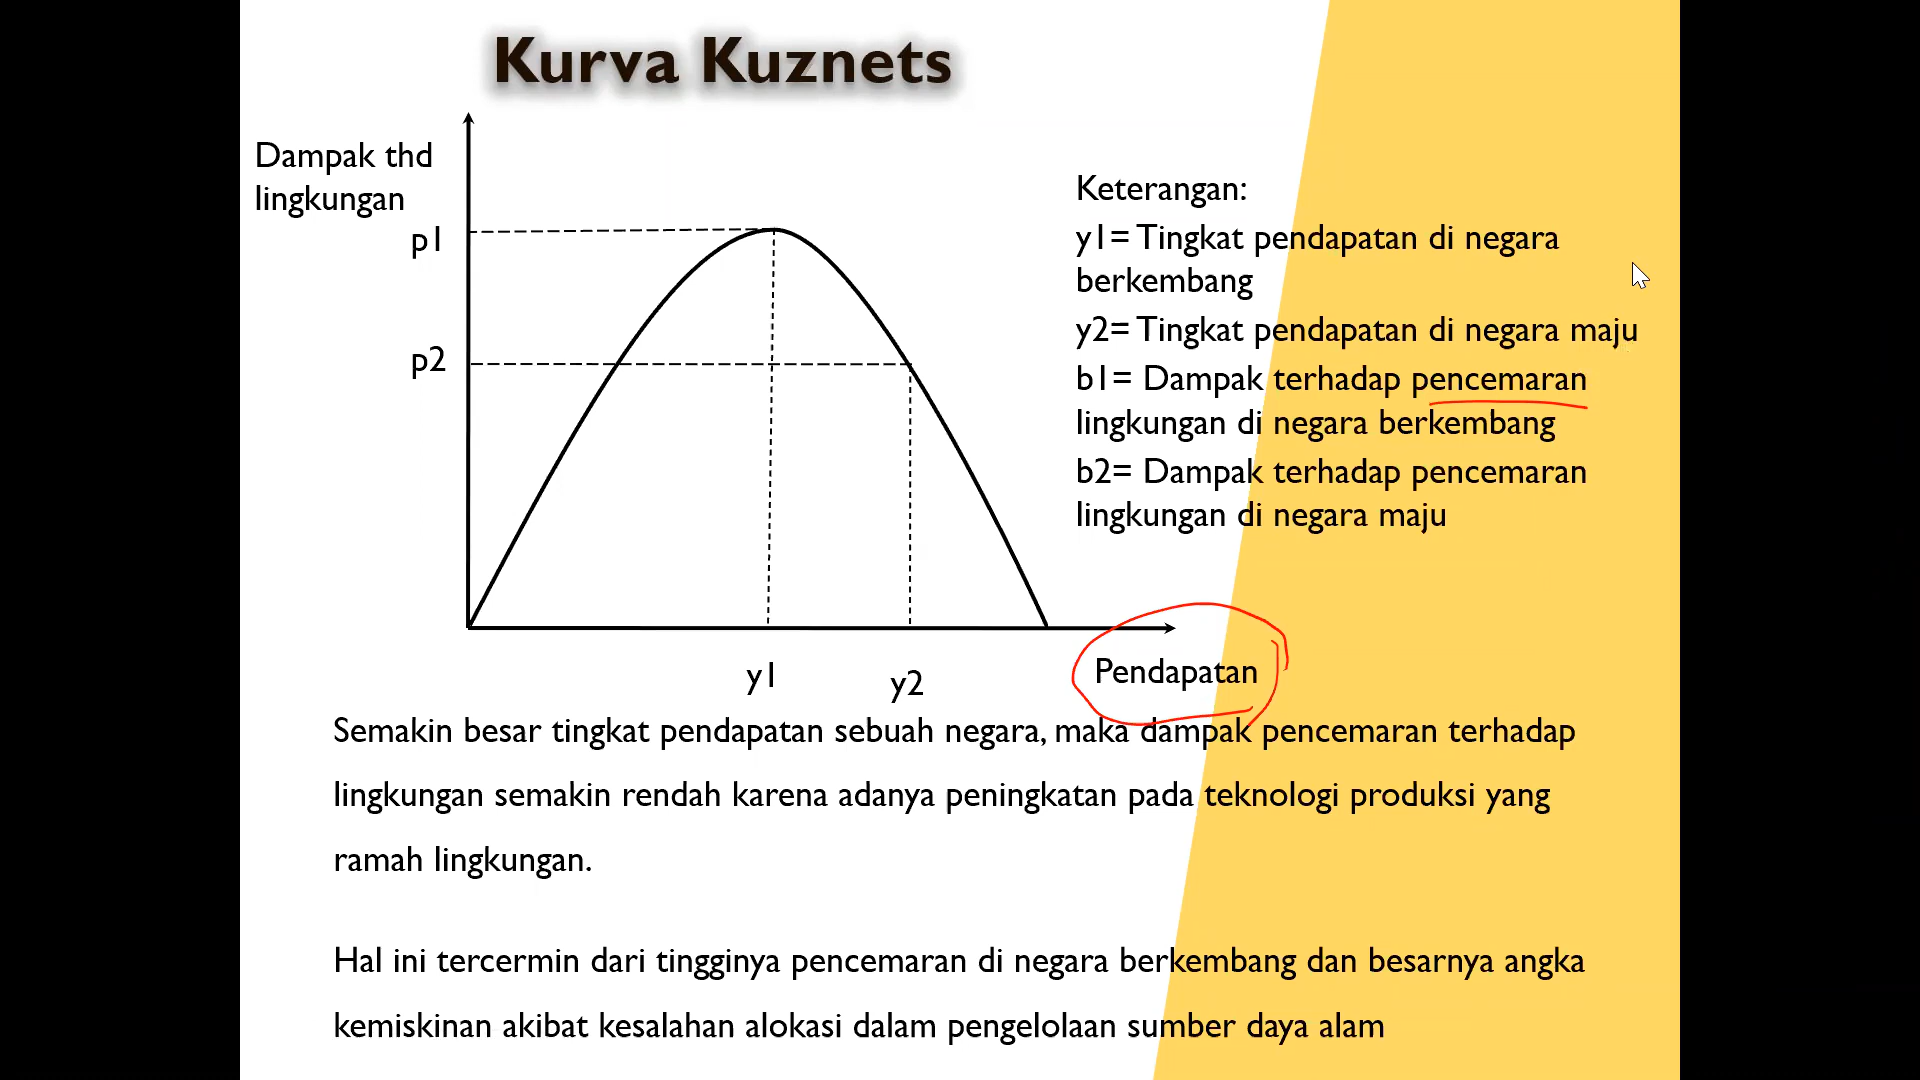 Kurva Kuznets
Dampak thd
lingkungan
p1
p2
y1
y2
Pendapatan
Keterangan:
y1= Tingkat pendapatan di negara
berkembang
y2= Tingkat pendapatan di negara maju
b1= Dampak terhadap pencemaran
lingkungan di negara berkembang
b2= Dampak terhadap pencemaran
lingkungan di negara maju
Semakin besar tingkat pendapatan sebuah negara, maka dampak pencemaran terhadap
lingkungan semakin rendah karena adanya peningkatan pada teknologi produksi yang
ramah lingkungan.
Hal ini tercermin dari tingginya pencemaran di negara berkembang dan besarnya angka
kemiskinan akibat kesalahan alokasi dalam pengelolaan sumber daya alam